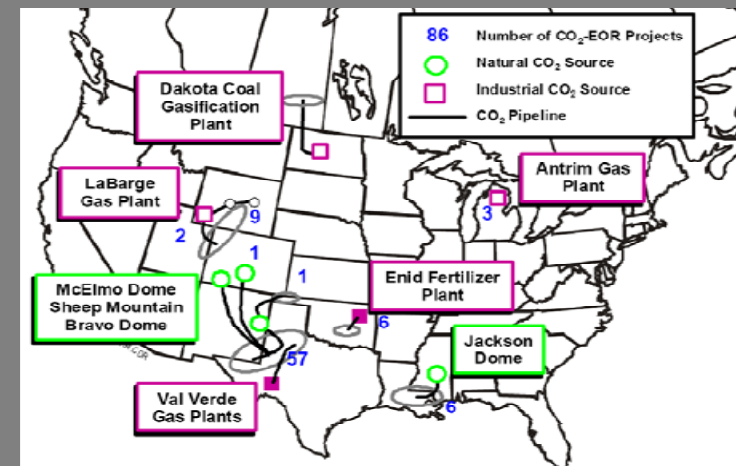 86 Number of CO₂-EOR Projects
Natural CO₂ Source
Industrial CO₂ Source
CO₂ Pipeline
Dakota Coal
Gasification
Plant
Antrim Gas
Plant
3
LaBarge
Gas Plant
9
2
1
1
McElmo Dome
Sheep Mountain
Bravo Dome
Enid Fertilizer
Plant
6
Jackson
Dome
57
Val Verde
Gas Plants
6